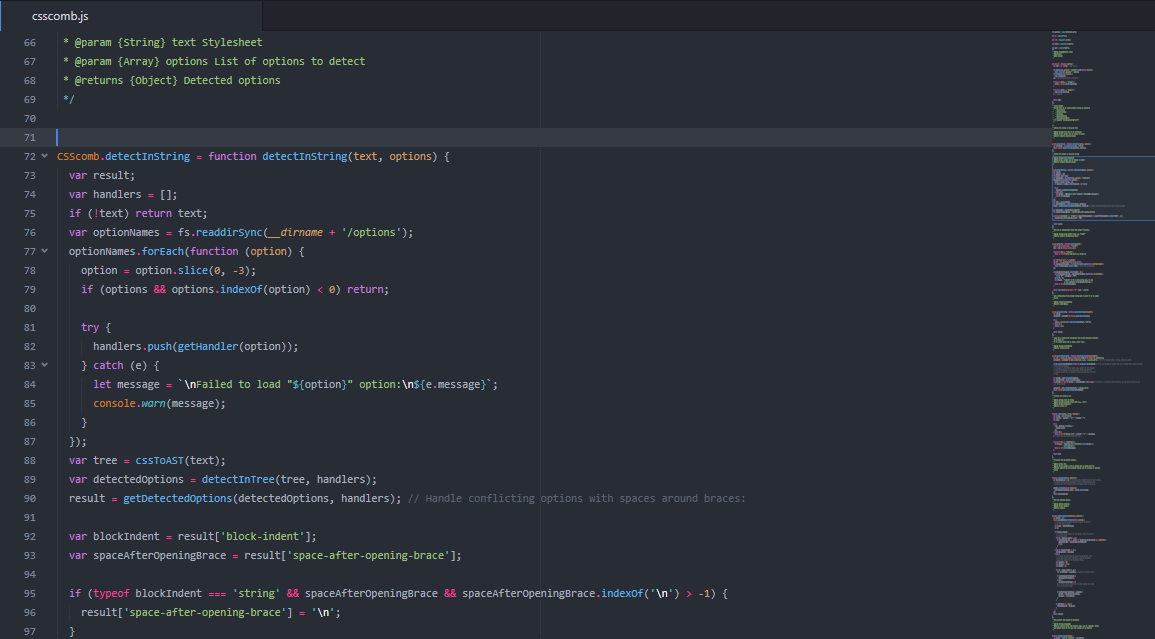 csscomb.js
66 * @param {String} text Stylesheet
67 * @param {Array} options List of options to detect
68 * @returns {Object} Detected options
69 */
70
71
72 CSScomb.detectInString = function detectInString(text, options) {
73 var result;
74 var handlers = [];
75 if (!text) return text;
76 var optionNames = fs.readdirSync(__dirname + '/options');
77 optionNames.forEach(function (option) {
78 option = option.slice(0, -3);
79 if (options && options.indexOf(option) < 0) return;
80
81 try {
82 handlers.push(getHandler(option));
83 } catch (e) {
84 let message = `\nFailed to load "${option}" option:\n${e.message}`;
85 console.warn(message);
86 }
87 });
88 var tree = cssToAST(text);
89 var detectedOptions = detectInTree(tree, handlers);
90 result = getDetectedOptions(detectedOptions, handlers); // Handle conflicting options with spaces around braces:
91
92 var blockIndent = result['block-indent'];
93 var spaceAfterOpeningBrace = result['space-after-opening-brace'];
94
95 if (typeof blockIndent === 'string' && spaceAfterOpeningBrace && spaceAfterOpeningBrace.indexOf('\n') > -1) {
96 result['space-after-opening-brace'] = '\n';
97 }